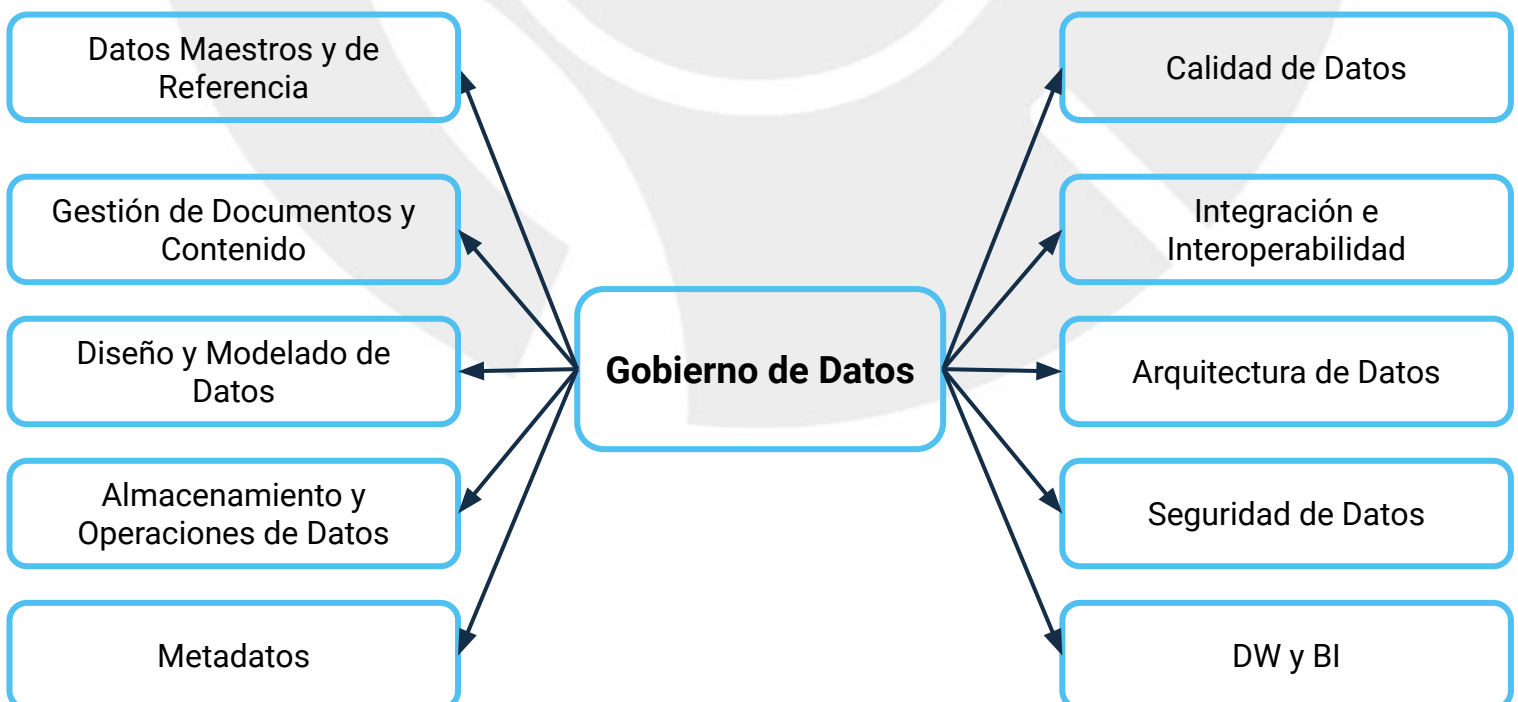 Datos Maestros y de
Referencia
Gestión de Documentos y
Contenido
Diseño y Modelado de
Datos
Almacenamiento y
Operaciones de Datos
Metadatos
Gobierno de Datos
Calidad de Datos
Integración e
Interoperabilidad
Arquitectura de Datos
Seguridad de Datos
DW y BI